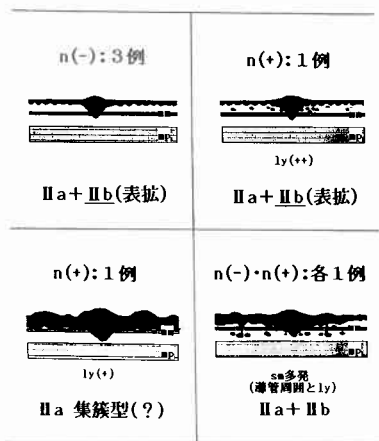 n(-):3例
n(+):1例
ly(++)
Ⅱa+Ⅱb(表拡)
Ⅱa+Ⅱb(表拡)
n(+):1例
n(-)・n(+):各1例
ly(+)
sm多発
(導管周囲とly)
Ⅱa 集簇型(?)
Ⅱa+Ⅱb